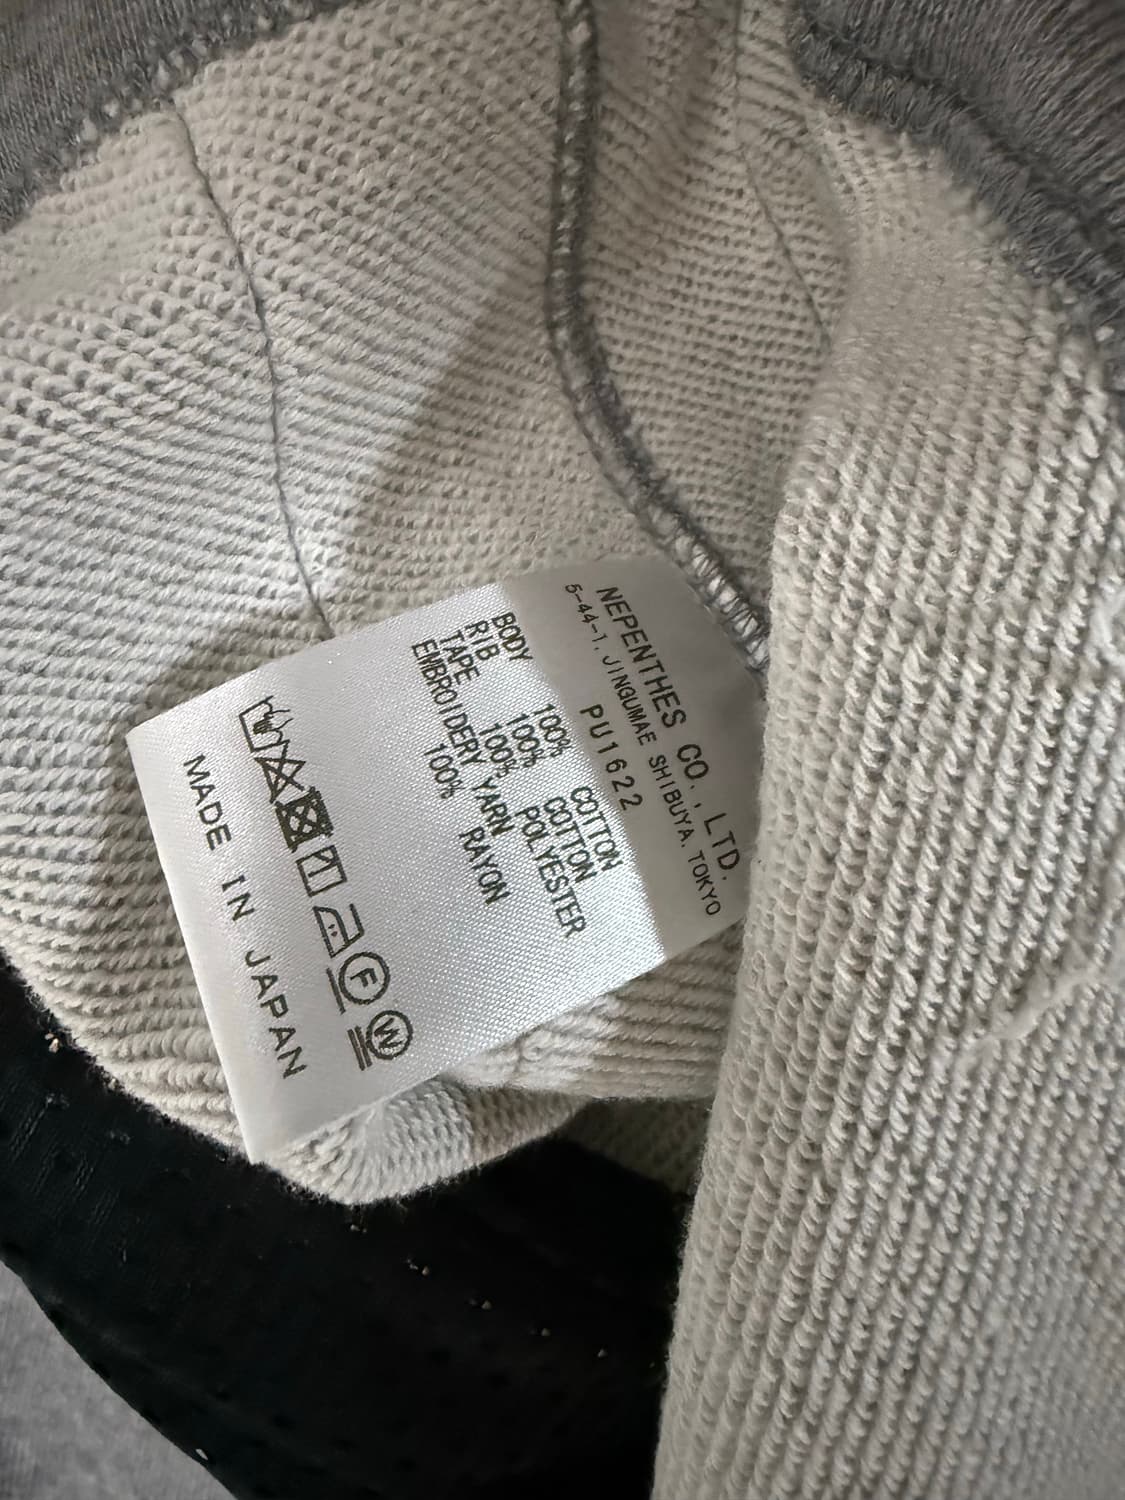 NEPENTHES CO., LTD.
5-44-1, JINGUMAE SHIBUYA, TOKYO
PU1622
BODY 100% COTTON
RIB 100% COTTON
TAPE 100% POLYESTER
EMBROIDERY YARN
100% RAYON
F W
MADE IN JAPAN